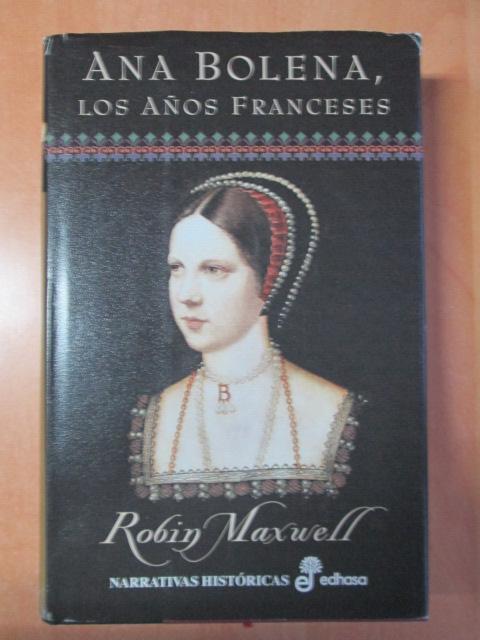 ANA BOLENA,
LOS AÑOS FRANCESES
B
Robin Maxwell
NARRATIVAS HISTÓRICAS edhasa